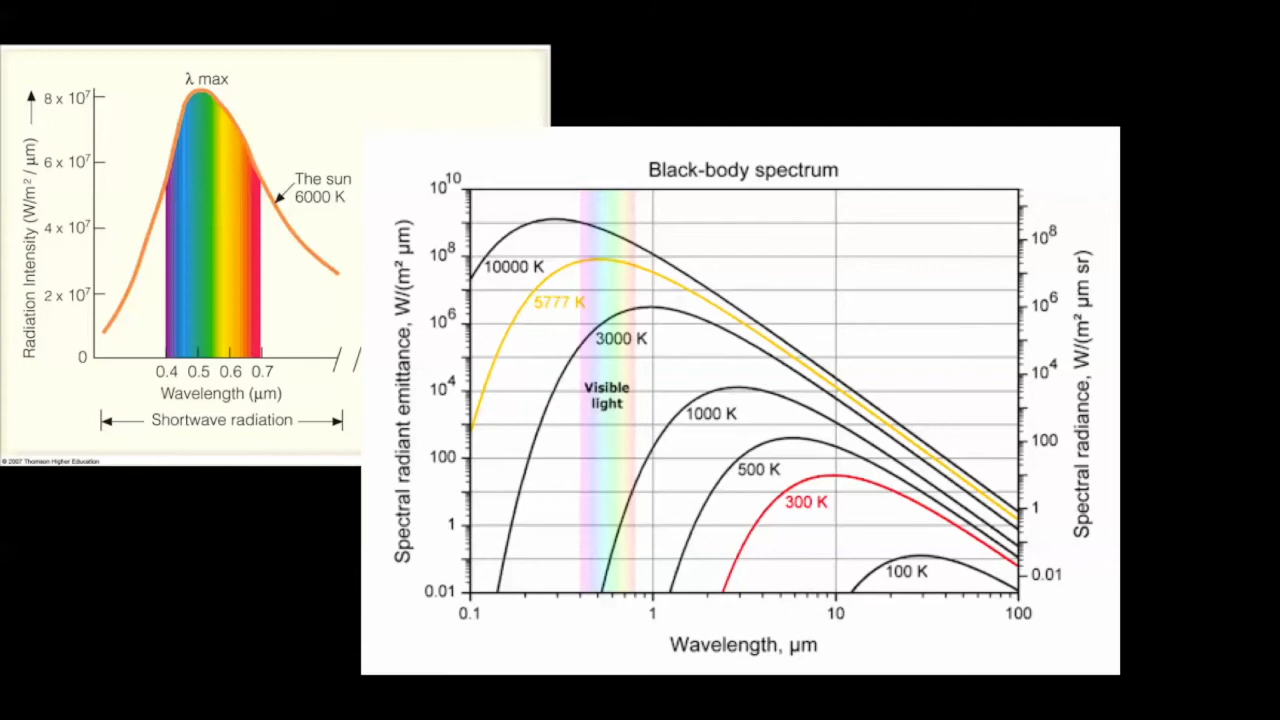 λ max
8 x 10⁷
6 x 10⁷
4 x 10⁷
2 x 10⁷
0
Radiation Intensity (W/m² / μm)
The sun
6000 K
0.4 0.5 0.6 0.7
Wavelength (μm)
Shortwave radiation
© 2007 Thomson Higher Education
Black-body spectrum
Spectral radiant emittance, W/(m² μm)
10¹⁰
10⁸
10⁶
10⁴
100
1
0.01
10000 K
5777 K
3000 K
Visible
light
1000 K
500 K
300 K
100 K
10⁸
10⁶
10⁴
100
1
0.01
Spectral radiance, W/(m² μm sr)
0.1 1 10 100
Wavelength, μm